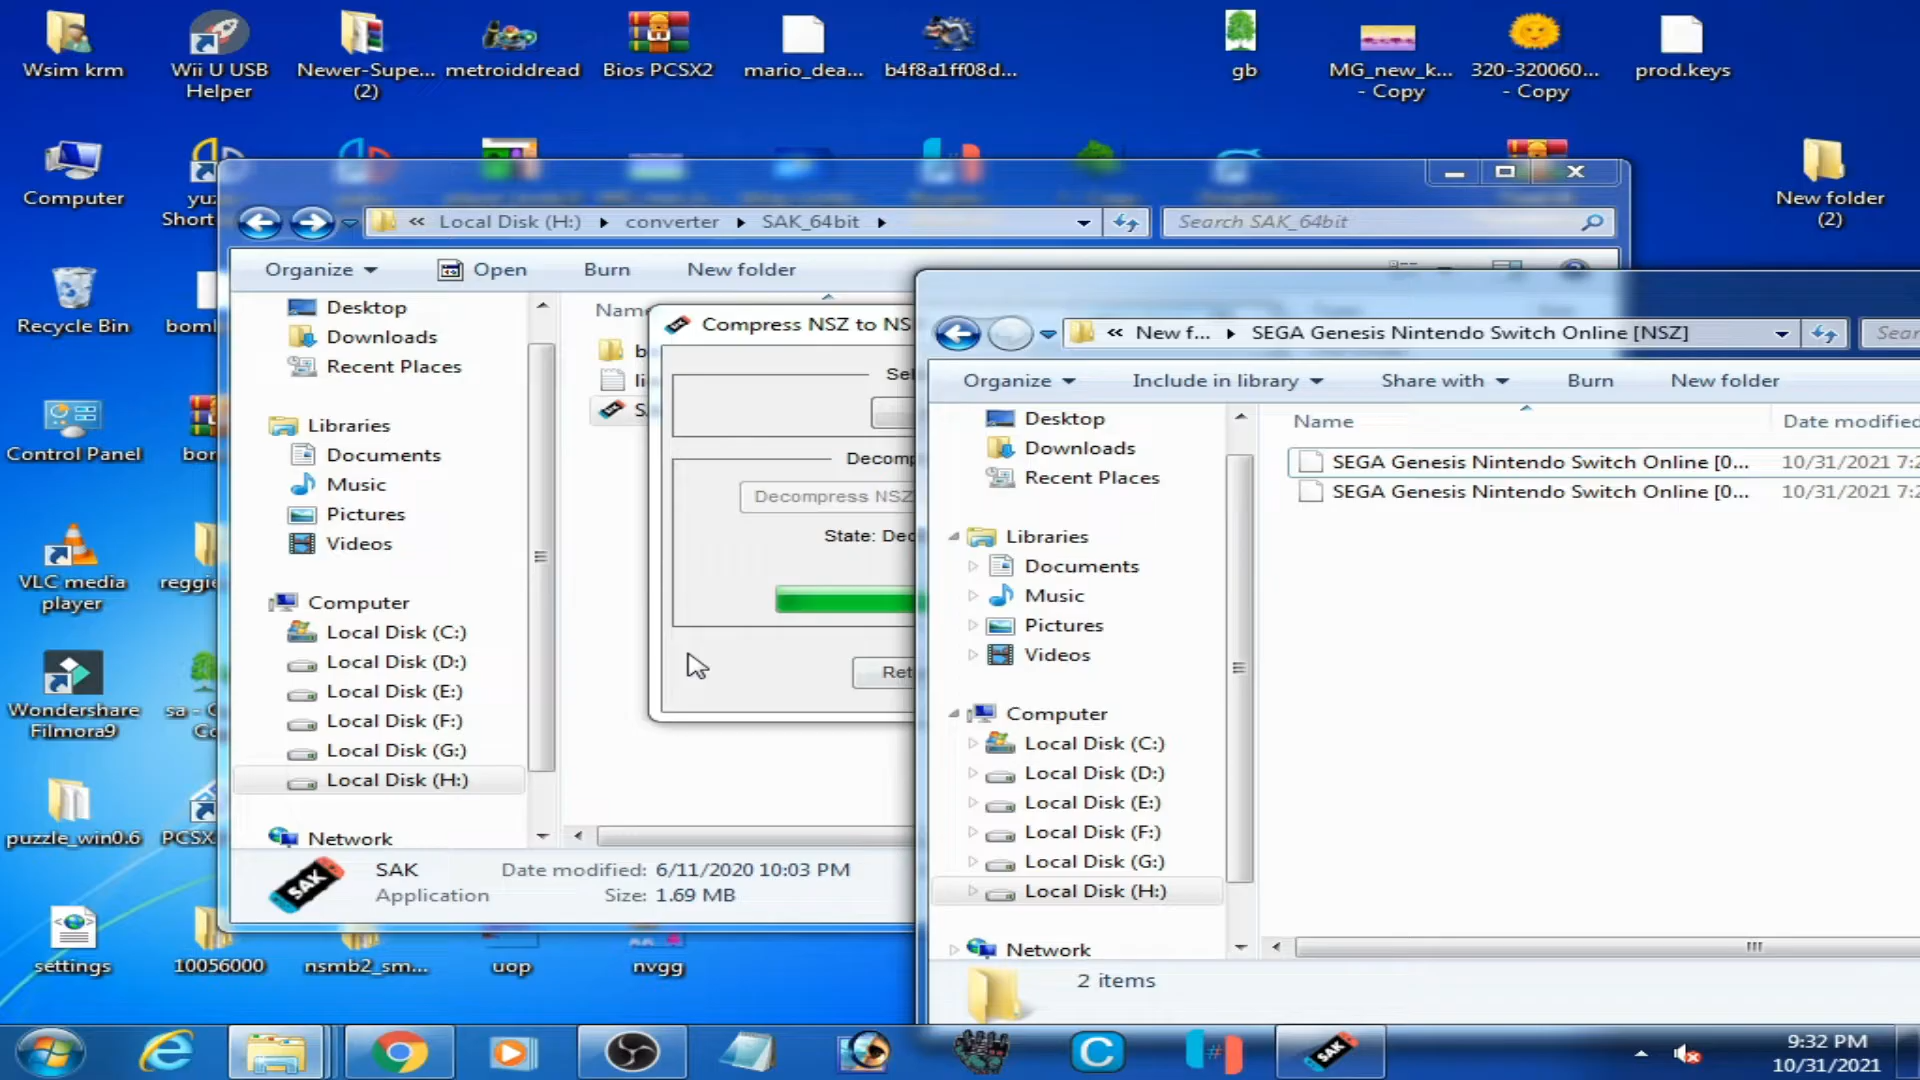 Wsim krm
Wii U USB
Helper
Newer-Supe...
(2)
metroiddread
Bios PCSX2
mario_dea...
b4f8a1ff08d...
gb
MG_new_k...
- Copy
320-320060...
- Copy
prod.keys
Computer
Short
New folder
(2)
Recycle Bin
Control Panel
VLC media
player
Wondershare
Filmora9
puzzle_win0.6
PCSX
settings
10056000
nsmb2_sm...
uop
nvgg
« Local Disk (H:) converter SAK_64bit
Search SAK_64bit
Organize Open Burn New folder
Desktop
Downloads
Recent Places
Libraries
Documents
Music
Pictures
Videos
Computer
Local Disk (C:)
Local Disk (D:)
Local Disk (E:)
Local Disk (F:)
Local Disk (G:)
Local Disk (H:)
Network
SAK
Application
Date modified: 6/11/2020 10:03 PM
Size: 1.69 MB
Compress NSZ to NS
Decompress NSZ
State:
« New f... SEGA Genesis Nintendo Switch Online [NSZ]
Organize Include in library Share with Burn New folder
Desktop
Downloads
Recent Places
Libraries
Documents
Music
Pictures
Videos
Computer
Local Disk (C:)
Local Disk (D:)
Local Disk (E:)
Local Disk (F:)
Local Disk (G:)
Local Disk (H:)
Network
Name Date modified
SEGA Genesis Nintendo Switch Online [0... 10/31/2021
SEGA Genesis Nintendo Switch Online [0... 10/31/2021
2 items
SAK
9:32 PM
10/31/2021